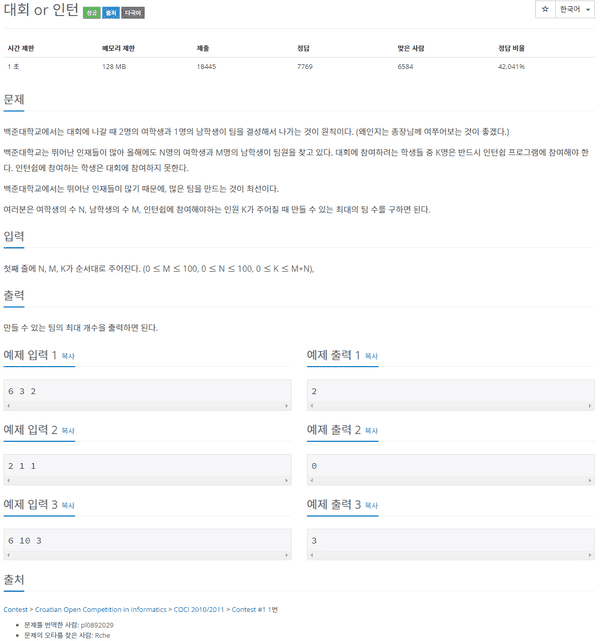 대회 or 인턴 성공 출처 다국어
☆ 한국어
시간 제한 메모리 제한 제출 정답 맞은 사람 정답 비율
1 초 128 MB 18445 7769 6584 42.041%
문제
백준대학교에서는 대회에 나갈 때 2명의 여학생과 1명의 남학생이 팀을 결성해서 나가는 것이 원칙이다. (왜인지는 총장님께 여쭈어보는 것이 좋겠다.)
백준대학교는 뛰어난 인재들이 많아 올해에도 N명의 여학생과 M명의 남학생이 팀원을 찾고 있다. 대회에 참여하려는 학생들 중 K명은 반드시 인턴쉽 프로그램에 참여해야 한
다. 인턴쉽에 참여하는 학생은 대회에 참여하지 못한다.
백준대학교에서는 뛰어난 인재들이 많기 때문에, 많은 팀을 만드는 것이 최선이다.
여러분은 여학생의 수 N, 남학생의 수 M, 인턴쉽에 참여해야하는 인원 K가 주어질 때 만들 수 있는 최대의 팀 수를 구하면 된다.
입력
첫째 줄에 N, M, K가 순서대로 주어진다. (0 ≤ M ≤ 100, 0 ≤ N ≤ 100, 0 ≤ K ≤ M+N),
출력
만들 수 있는 팀의 최대 개수을 출력하면 된다.
예제 입력 1 복사
6 3 2
예제 출력 1 복사
2
예제 입력 2 복사
2 1 1
예제 출력 2 복사
0
예제 입력 3 복사
6 10 3
예제 출력 3 복사
3
출처
Contest > Croatian Open Competition in Informatics > COCI 2010/2011 > Contest #1 1번
문제를 번역한 사람: pl0892029
문제의 오타를 찾은 사람: Rche